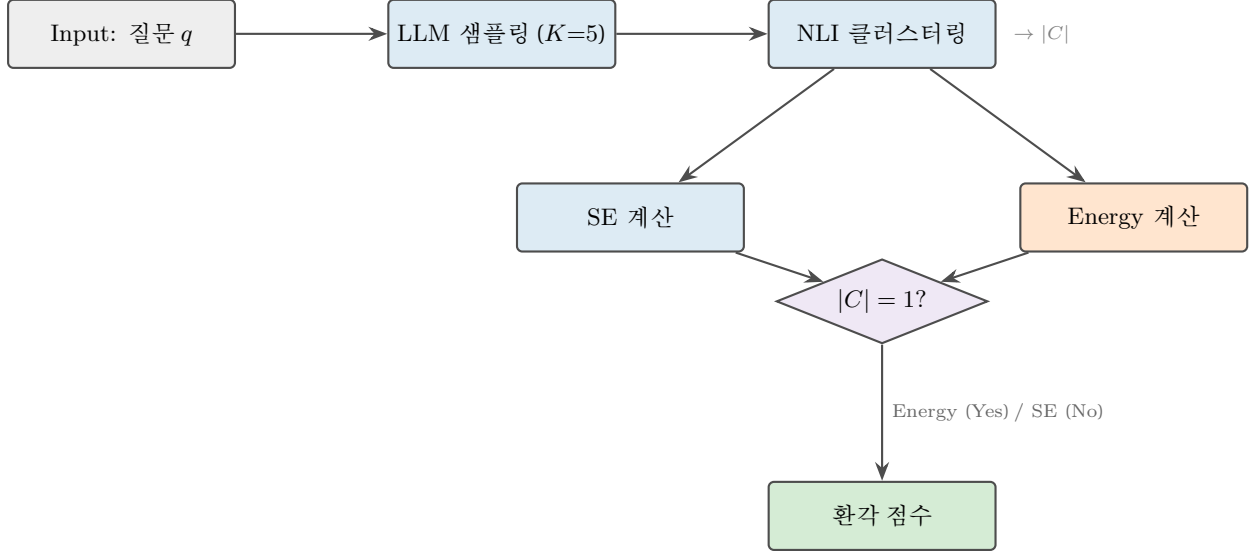 Input: 질문 q
LLM 샘플링 (K=5)
NLI 클러스터링
→ |C|
SE 계산
Energy 계산
|C| = 1?
Energy (Yes) / SE (No)
환각 점수